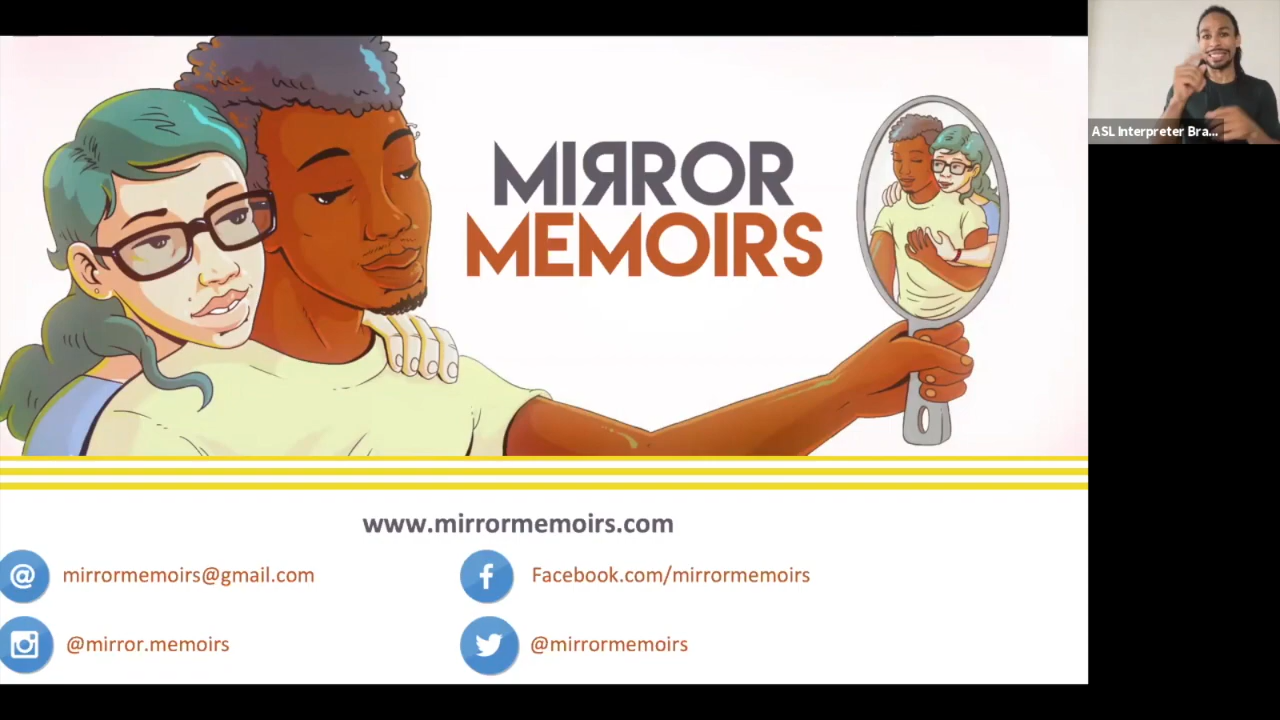 MIRROR
MEMOIRS
ASL Interpreter Bra...
www.mirrormemoirs.com
@ mirrormemoirs@gmail.com
f Facebook.com/mirrormemoirs
@mirror.memoirs
@mirrormemoirs